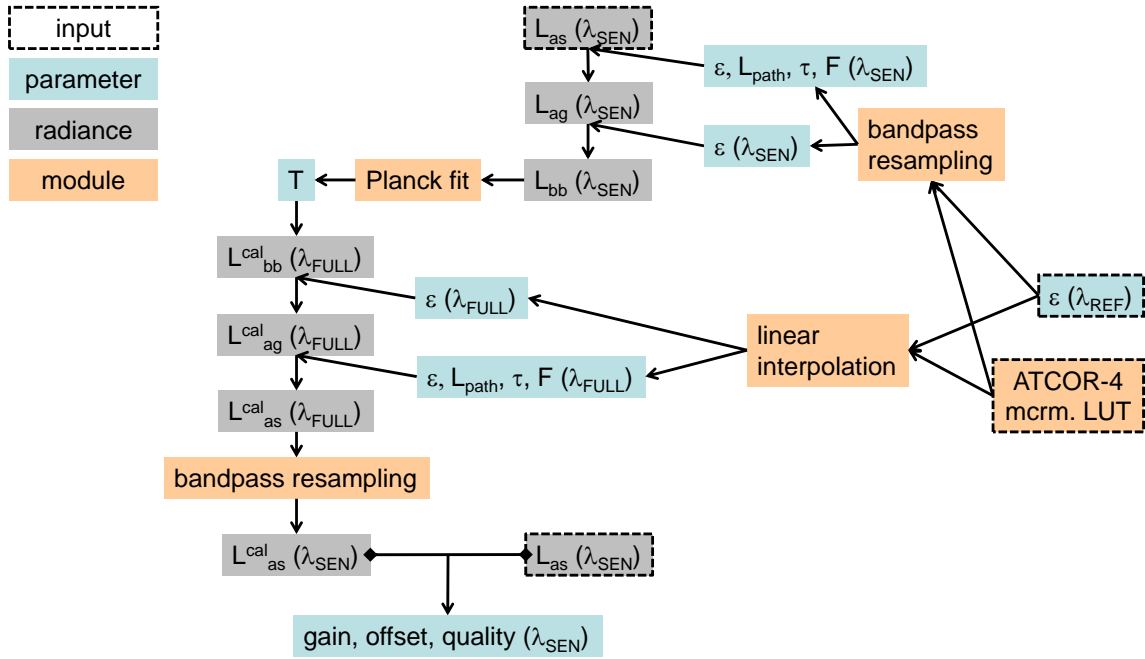 input
parameter
radiance
module
L_as (λ_SEN)
ε, L_path, τ, F (λ_SEN)
L_ag (λ_SEN)
ε (λ_SEN)
bandpass
resampling
T
Planck fit
L_bb (λ_SEN)
L^cal_bb (λ_FULL)
ε (λ_FULL)
ε (λ_REF)
L^cal_ag (λ_FULL)
linear
interpolation
ε, L_path, τ, F (λ_FULL)
ATCOR-4
mcrm. LUT
L^cal_as (λ_FULL)
bandpass resampling
L^cal_as (λ_SEN)
L_as (λ_SEN)
gain, offset, quality (λ_SEN)